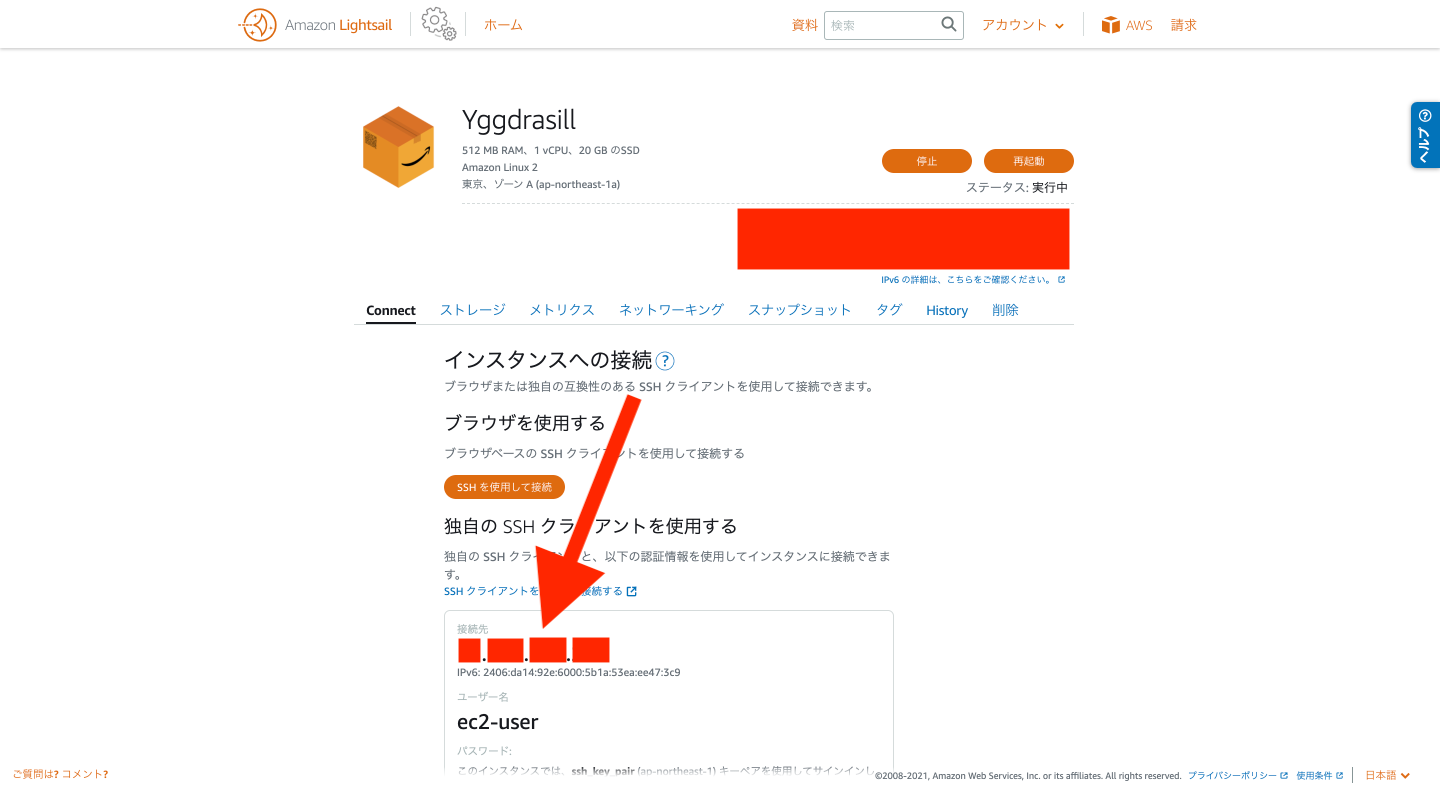 Amazon Lightsail
ホーム
資料
検索
アカウント
AWS
請求
ヘルプ
Yggdrasill
512 MB RAM、1 vCPU、20 GB のSSD
Amazon Linux 2
東京、ゾーン A (ap-northeast-1a)
停止
再起動
ステータス: 実行中
IPv6 の詳細は、こちらをご確認ください。
Connect
ストレージ
メトリクス
ネットワーキング
スナップショット
タグ
History
削除
インスタンスへの接続 ?
ブラウザまたは独自の互換性のある SSH クライアントを使用して接続できます。
ブラウザを使用する
ブラウザベースの SSH クライアントを使用して接続する
SSH を使用して接続
独自の SSH クライアントを使用する
独自の SSH クライアントと、以下の認証情報を使用してインスタンスに接続できま
す。
SSH クライアントを 接続する
接続先
IPv6: 2406:da14:92e:6000:5b1a:53ea:ee47:3c9
ユーザー名
ec2-user
パスワード:
このインスタンスでは、ssh_key_pair (ap-northeast-1) キーペアを使用してサインインし
ご質問は? コメント?
©2008-2021, Amazon Web Services, Inc. or its affiliates. All rights reserved.
プライバシーポリシー
使用条件
日本語